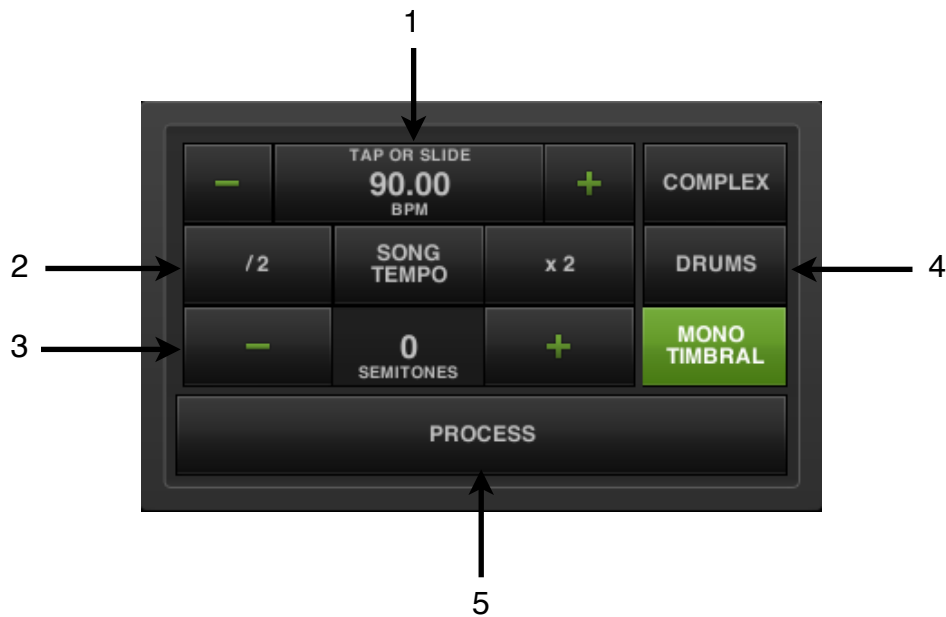 1
TAP OR SLIDE
− 90.00 + COMPLEX
BPM
2 /2 SONG TEMPO x 2 DRUMS 4
3 − 0 + MONO TIMBRAL
SEMITONES
PROCESS
5